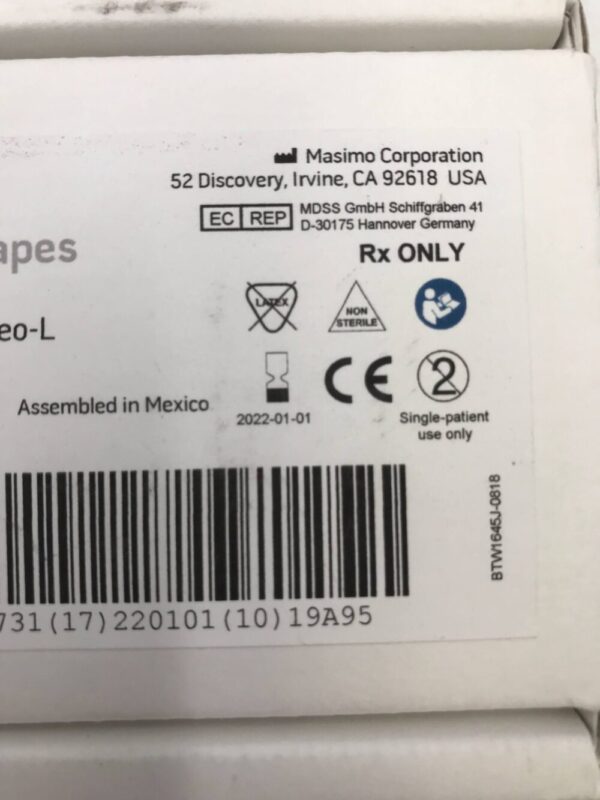 Masimo Corporation
52 Discovery, Irvine, CA 92618 USA
EC REP
MDSS GmbH Schiffgraben 41
D-30175 Hannover Germany
apes
Rx ONLY
LATEX
NON
STERILE
eo-L
Assembled in Mexico
2022-01-01
CE
2
Single-patient
use only
BTW1645J-0818
731(17)220101(10)19A95